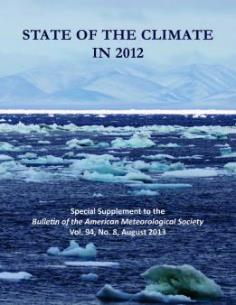 STATE OF THE CLIMATE
IN 2012
Special Supplement to the
Bulletin of the American Meteorological Society
Vol. 94, No. 8, August 2013